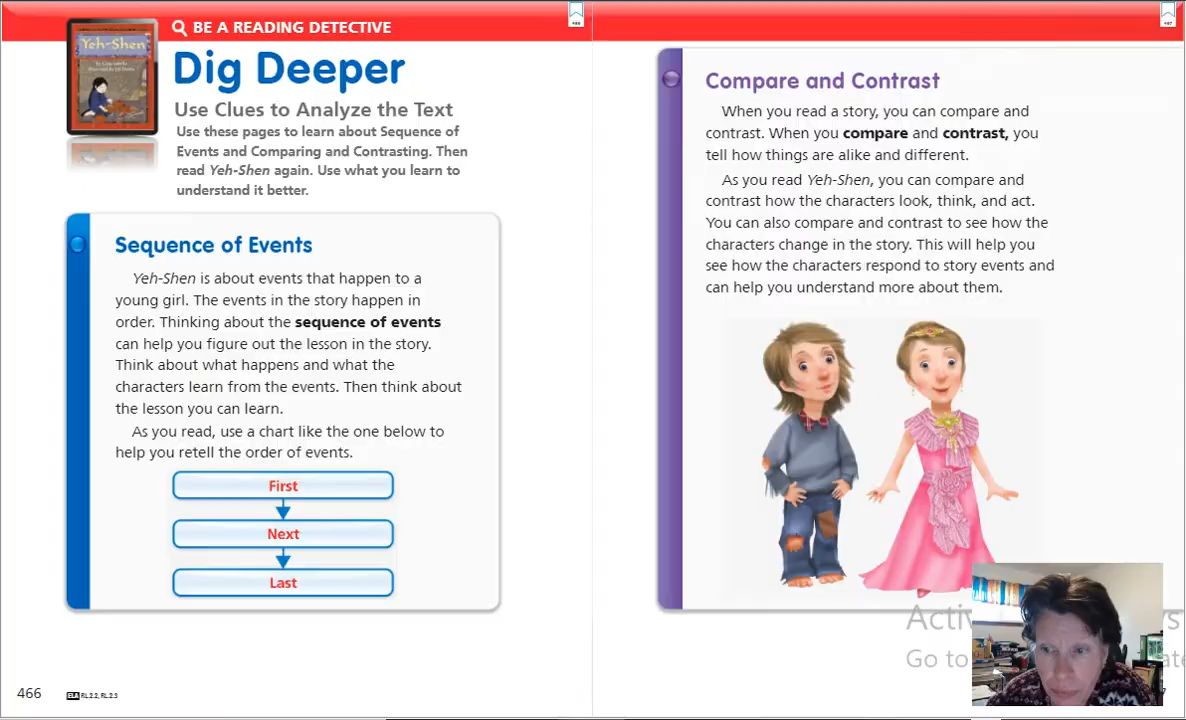 BE A READING DETECTIVE
Yeh-Shen
Dig Deeper
Use Clues to Analyze the Text
Use these pages to learn about Sequence of
Events and Comparing and Contrasting. Then
read Yeh-Shen again. Use what you learn to
understand it better.
Sequence of Events
Yeh-Shen is about events that happen to a
young girl. The events in the story happen in
order. Thinking about the sequence of events
can help you figure out the lesson in the story.
Think about what happens and what the
characters learn from the events. Then think about
the lesson you can learn.
As you read, use a chart like the one below to
help you retell the order of events.
First
Next
Last
466
ELA RL.2.2, RL.2.3
Compare and Contrast
When you read a story, you can compare and
contrast. When you compare and contrast, you
tell how things are alike and different.
As you read Yeh-Shen, you can compare and
contrast how the characters look, think, and act.
You can also compare and contrast to see how the
characters change in the story. This will help you
see how the characters respond to story events and
can help you understand more about them.
Go to